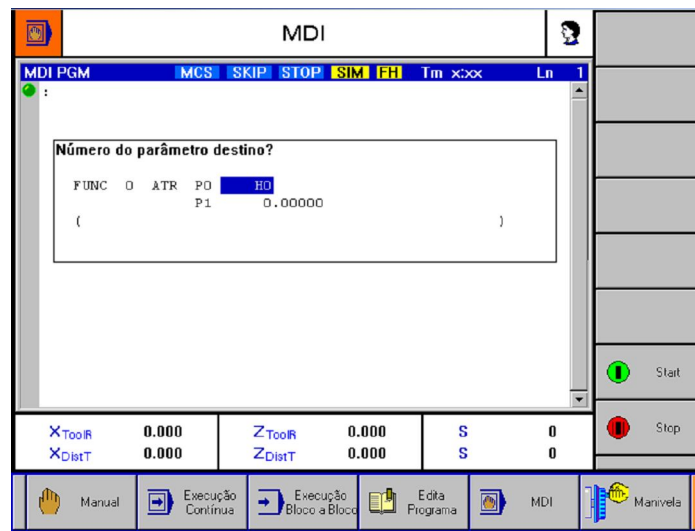 MDI
MDI PGM MCS SKIP STOP SIM FH Tm x:xx Ln 1
:
Número do parâmetro destino?
FUNC 0 ATR P0 H0
P1 0.00000
( )
Start
Stop
XToolR 0.000 ZToolR 0.000 S 0
XDistT 0.000 ZDistT 0.000 S 0
Manual
Execução Contínua
Execução Bloco a Bloco
Edita Programa
MDI
Manivela